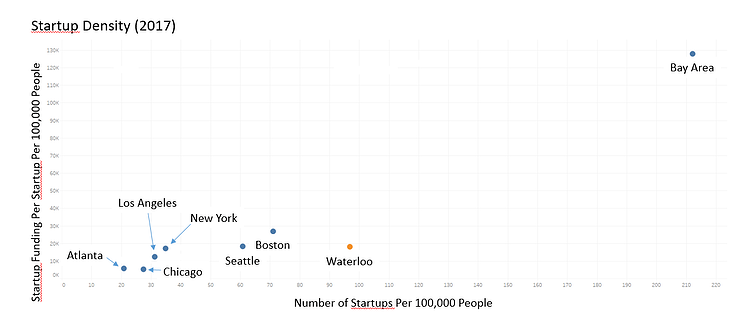 Startup Density (2017)
Startup Funding Per Startup Per 100,000 People
130K
120K
110K
100K
90K
80K
70K
60K
50K
40K
30K
20K
10K
0K
Bay Area
Los Angeles
New York
Atlanta
Chicago
Seattle
Boston
Waterloo
0 10 20 30 40 50 60 70 80 90 100 110 120 130 140 150 160 170 180 190 200 210 220
Number of Startups Per 100,000 People